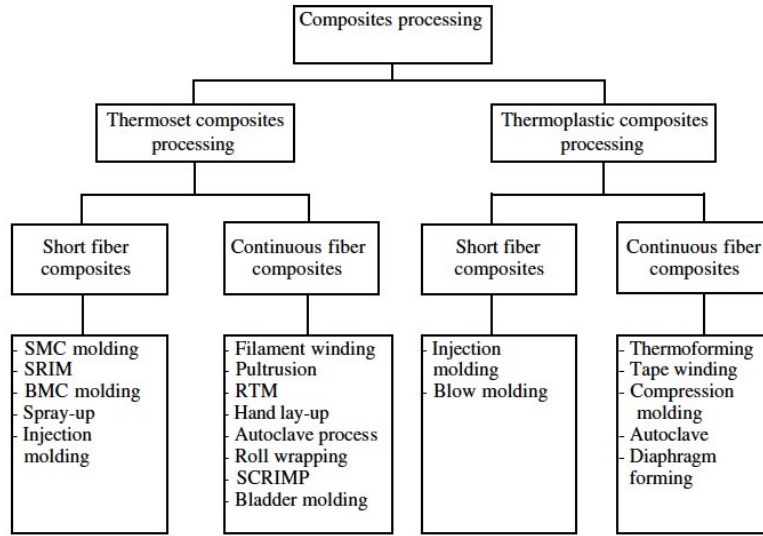 Composites processing
Thermoset composites
processing
Thermoplastic composites
processing
Short fiber
composites
Continuous fiber
composites
Short fiber
composites
Continuous fiber
composites
- SMC molding
- SRIM
- BMC molding
- Spray-up
- Injection
molding
- Filament winding
- Pultrusion
- RTM
- Hand lay-up
- Autoclave process
- Roll wrapping
- SCRIMP
- Bladder molding
- Injection
molding
- Blow molding
- Thermoforming
- Tape winding
- Compression
molding
- Autoclave
- Diaphragm
forming